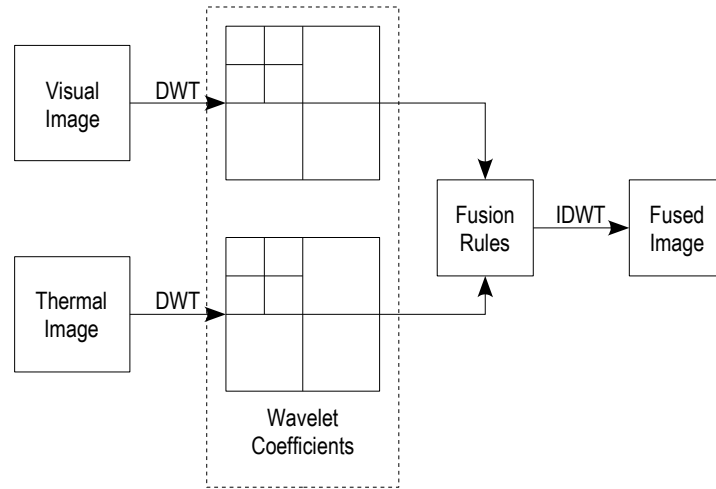 Visual
Image
DWT
Thermal
Image
DWT
Wavelet
Coefficients
Fusion
Rules
IDWT
Fused
Image